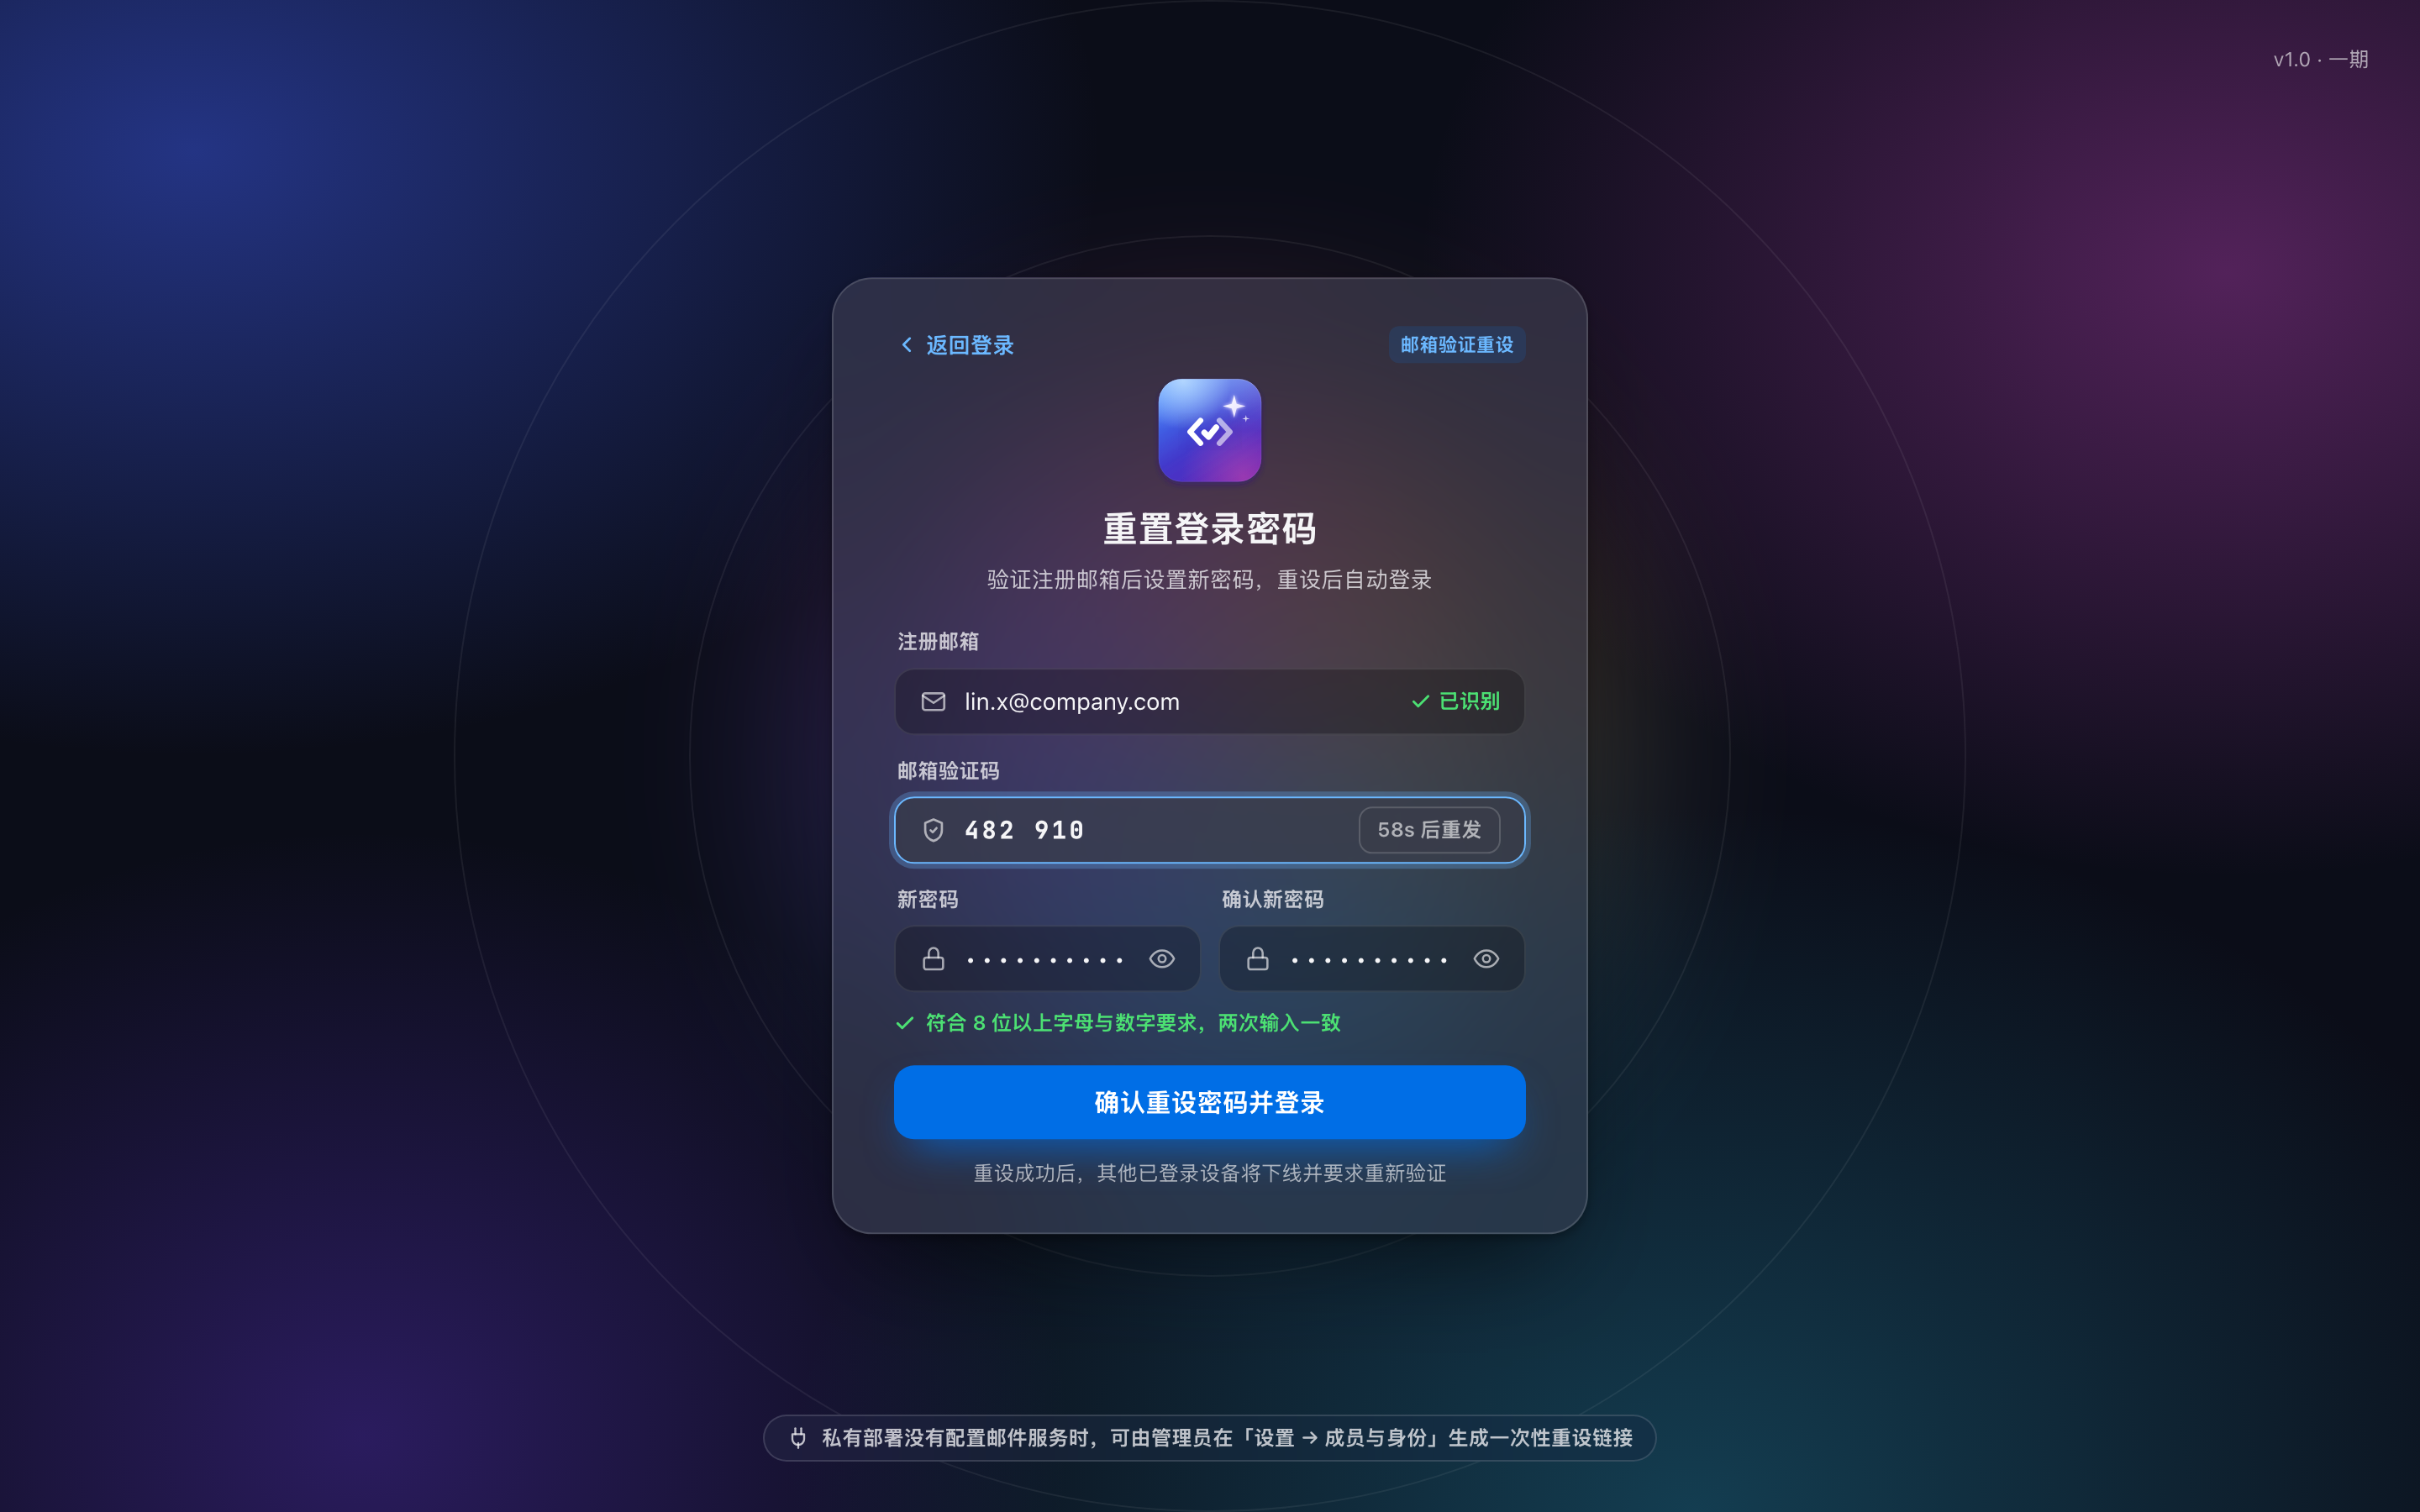 v1.0 · 一期
返回登录
邮箱验证重设
重置登录密码
验证注册邮箱后设置新密码，重设后自动登录
注册邮箱
lin.x@company.com
已识别
邮箱验证码
482 910
58s 后重发
新密码
确认新密码
符合 8 位以上字母与数字要求，两次输入一致
确认重设密码并登录
重设成功后，其他已登录设备将下线并要求重新验证
私有部署没有配置邮件服务时，可由管理员在「设置 → 成员与身份」生成一次性重设链接